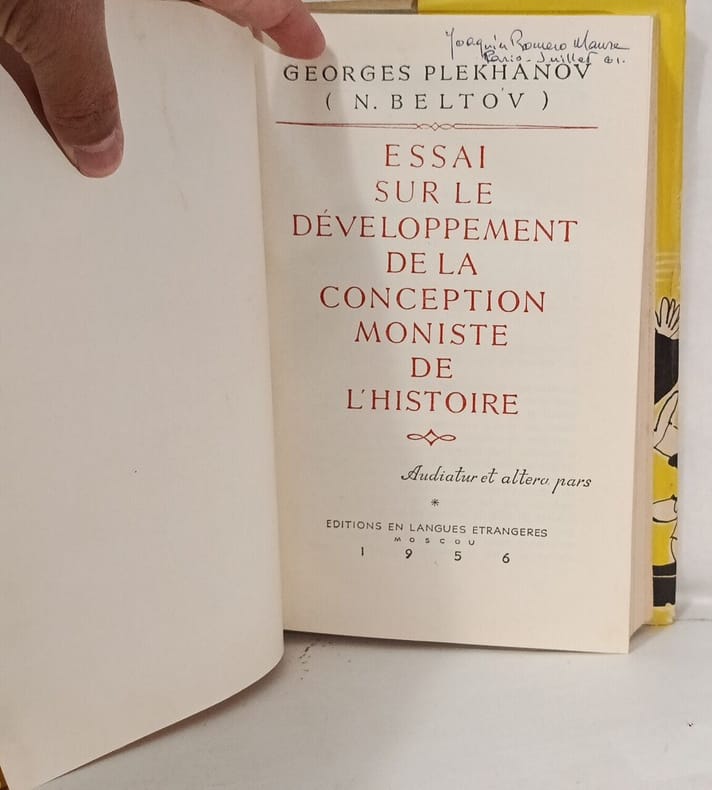 Joaquín Romero Maura
Paris - Juillet 61.
GEORGES PLEKHANOV
( N. BELTOV )
ESSAI
SUR LE
DÉVELOPPEMENT
DE LA
CONCEPTION
MONISTE
DE
L'HISTOIRE
Audiatur et altera pars
*
EDITIONS EN LANGUES ETRANGERES
MOSCOU
1956